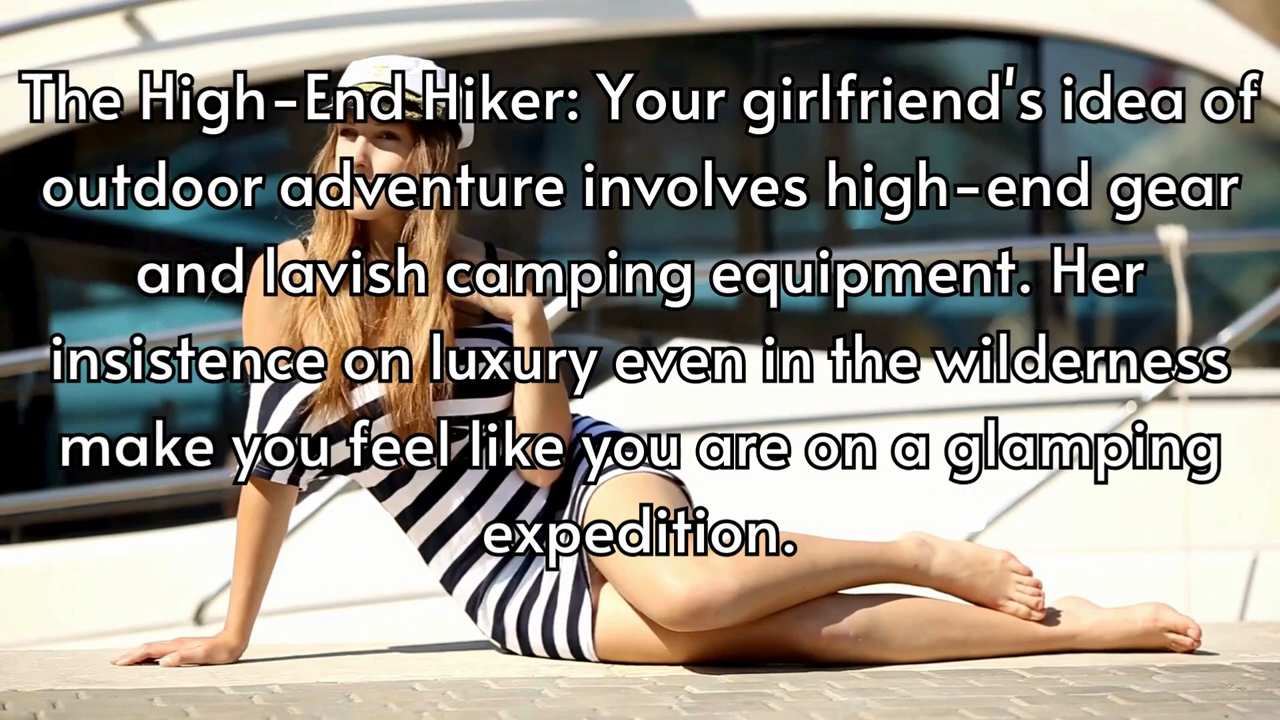 The High-End Hiker: Your girlfriend's idea of
outdoor adventure involves high-end gear
and lavish camping equipment. Her
insistence on luxury even in the wilderness
make you feel like you are on a glamping
expedition.